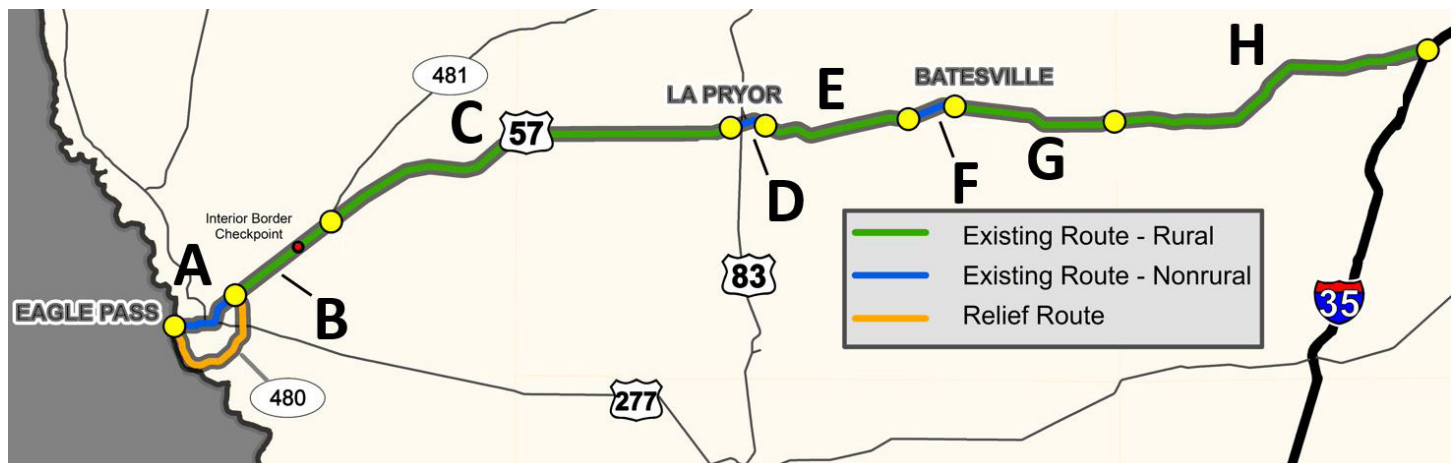 H
481
LA PRYOR
E
BATESVILLE
C
57
D
F
G
Interior Border
Checkpoint
A
EAGLE PASS
B
480
277
83
35
Existing Route - Rural
Existing Route - Nonrural
Relief Route